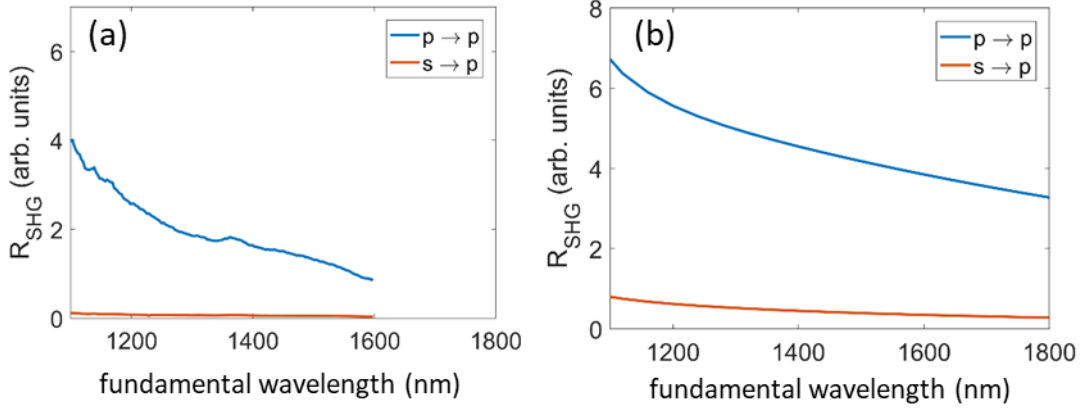 (a)
p → p
s → p
R_SHG (arb. units)
6
4
2
0
1200 1400 1600 1800
fundamental wavelength (nm)
(b)
p → p
s → p
R_SHG (arb. units)
8
6
4
2
0
1200 1400 1600 1800
fundamental wavelength (nm)